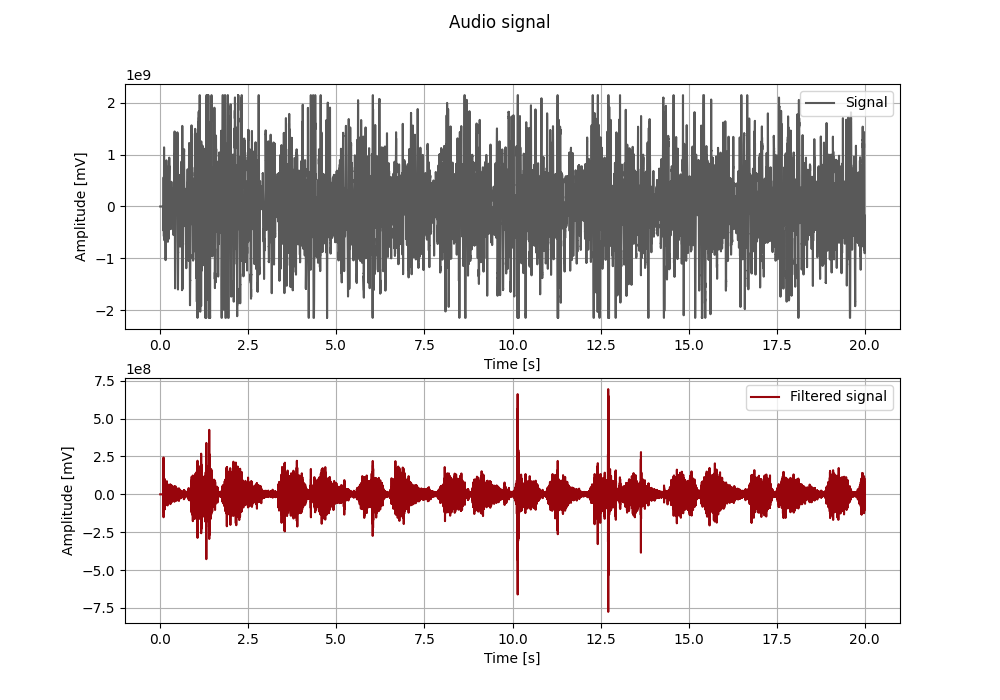 Audio signal
1e9
2
1
0
−1
−2
Amplitude [mV]
Signal
0.0 2.5 5.0 7.5 10.0 12.5 15.0 17.5 20.0
Time [s]
1e8
7.5
5.0
2.5
0.0
−2.5
−5.0
−7.5
Amplitude [mV]
Filtered signal
0.0 2.5 5.0 7.5 10.0 12.5 15.0 17.5 20.0
Time [s]